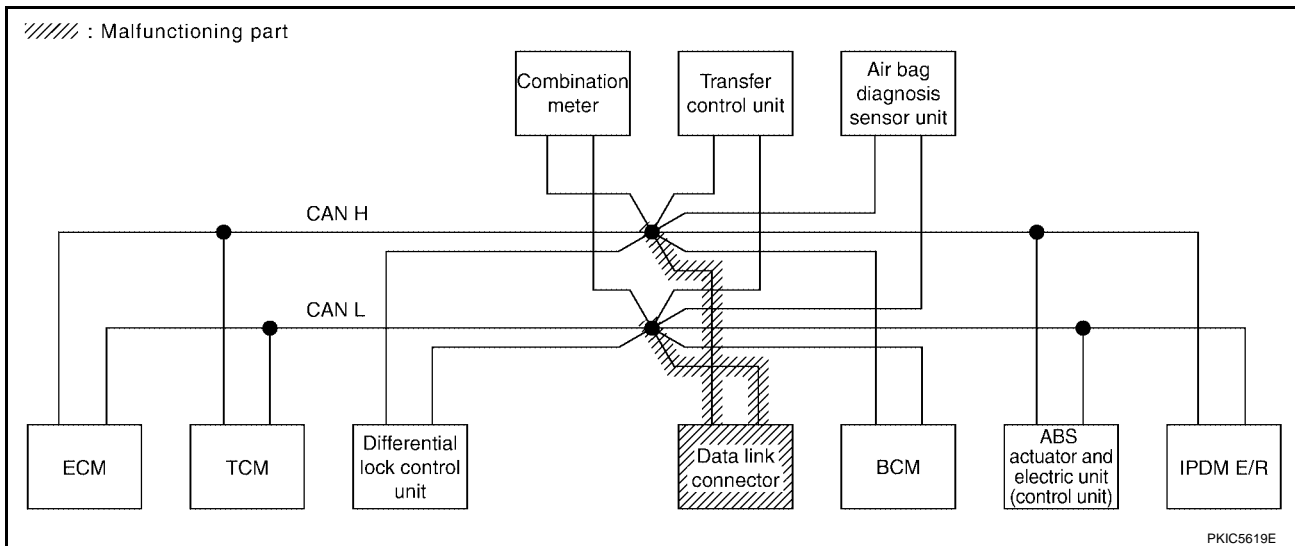 : Malfunctioning part
Combination
meter
Transfer
control unit
Air bag
diagnosis
sensor unit
CAN H
CAN L
ECM
TCM
Differential
lock control
unit
Data link
connector
BCM
ABS
actuator and
electric unit
(control unit)
IPDM E/R
PKIC5619E